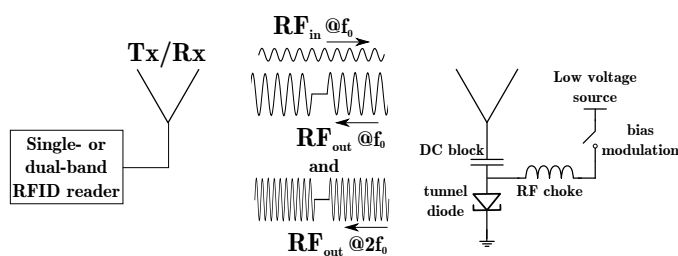 Tx/Rx
Single- or
dual-band
RFID reader
RFin @f0
RFout @f0
and
RFout @2f0
Low voltage
source
bias
modulation
DC block
RF choke
tunnel
diode